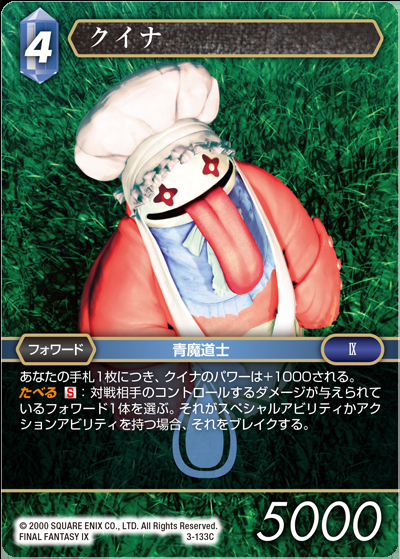 4
クイナ
フォワード
青魔道士
IX
あなたの手札1枚につき、クイナのパワーは+1000される。
たべる S：対戦相手のコントロールするダメージが与えられて
いるフォワード1体を選ぶ。それがスペシャルアビリティかアク
ションアビリティを持つ場合、それをブレイクする。
© 2000 SQUARE ENIX CO., LTD. All Rights Reserved.
FINAL FANTASY IX
3-133C
5000